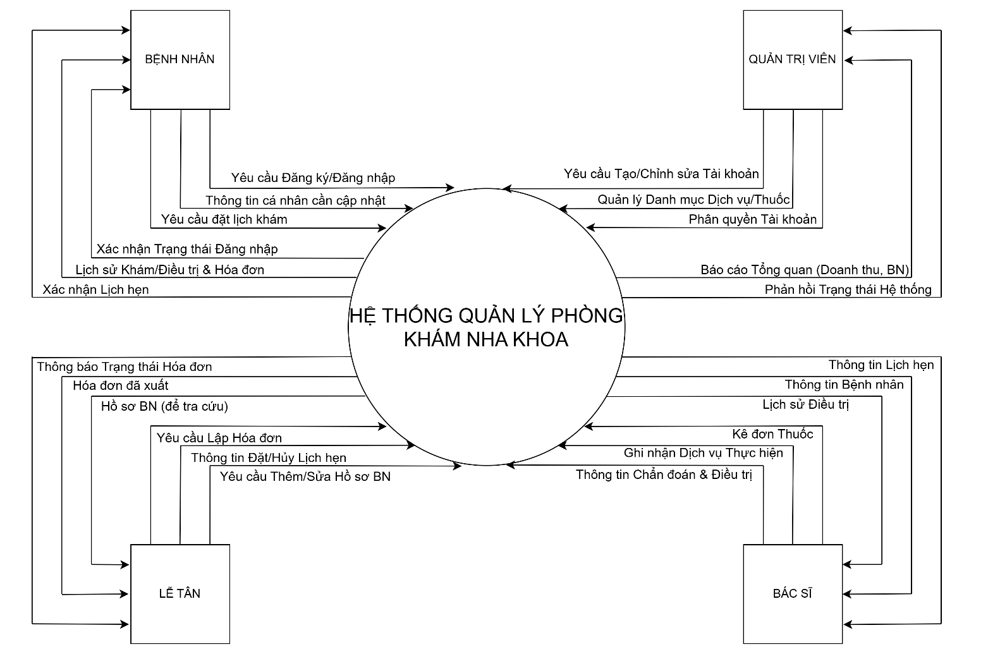 BỆNH NHÂN
QUẢN TRỊ VIÊN
Yêu cầu Đăng ký/Đăng nhập
Thông tin cá nhân cần cập nhật
Yêu cầu đặt lịch khám
Xác nhận Trạng thái Đăng nhập
Lịch sử Khám/Điều trị & Hóa đơn
Xác nhận Lịch hẹn
Yêu cầu Tạo/Chỉnh sửa Tài khoản
Quản lý Danh mục Dịch vụ/Thuốc
Phân quyền Tài khoản
Báo cáo Tổng quan (Doanh thu, BN)
Phản hồi Trạng thái Hệ thống
HỆ THỐNG QUẢN LÝ PHÒNG
KHÁM NHA KHOA
Thông báo Trạng thái Hóa đơn
Hóa đơn đã xuất
Hồ sơ BN (để tra cứu)
Yêu cầu Lập Hóa đơn
Thông tin Đặt/Hủy Lịch hẹn
Yêu cầu Thêm/Sửa Hồ sơ BN
Thông tin Lịch hẹn
Thông tin Bệnh nhân
Lịch sử Điều trị
Kê đơn Thuốc
Ghi nhận Dịch vụ Thực hiện
Thông tin Chẩn đoán & Điều trị
LỄ TÂN
BÁC SĨ